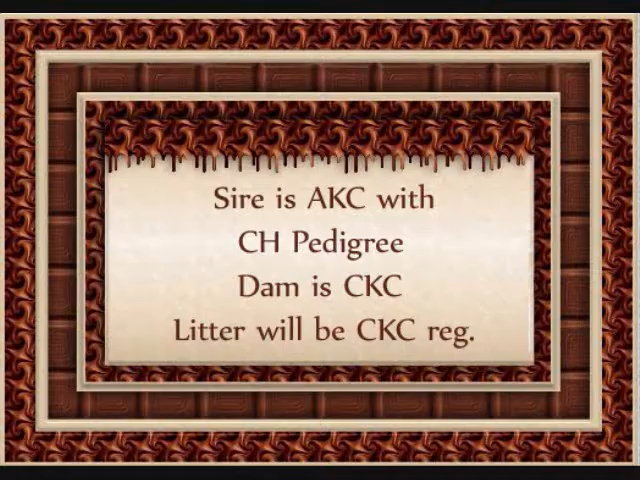 Sire is AKC with
CH Pedigree
Dam is CKC
Litter will be CKC reg.